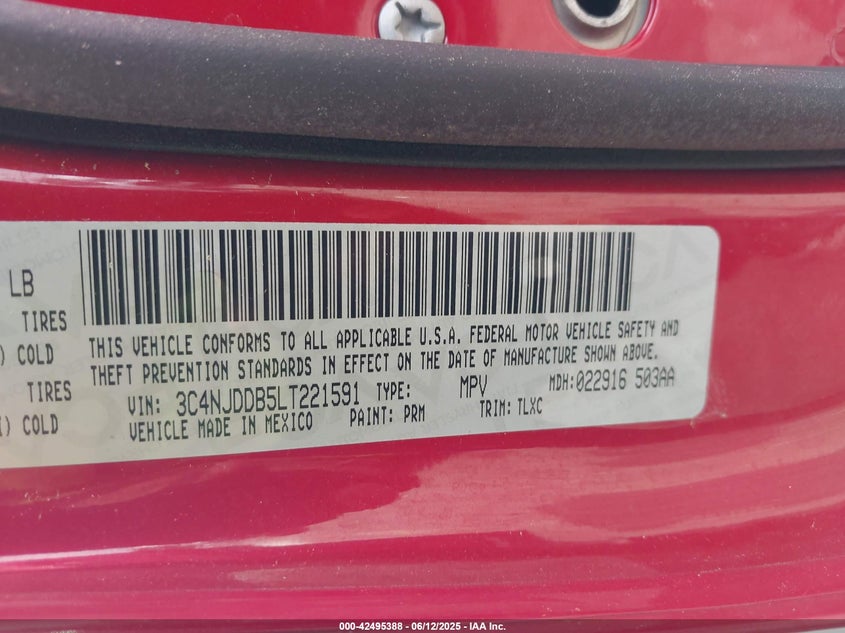 LB
TIRES
) COLD
TIRES
I) COLD
THIS VEHICLE CONFORMS TO ALL APPLICABLE U.S.A. FEDERAL MOTOR VEHICLE SAFETY AND
THEFT PREVENTION STANDARDS IN EFFECT ON THE DATE OF MANUFACTURE SHOWN ABOVE.
VIN: 3C4NJDDB5LT221591 TYPE: MPV MDH:022916 503AA
VEHICLE MADE IN MEXICO PAINT: PRM TRIM: TLXC
000-42495388 - 06/12/2025 - IAA Inc.